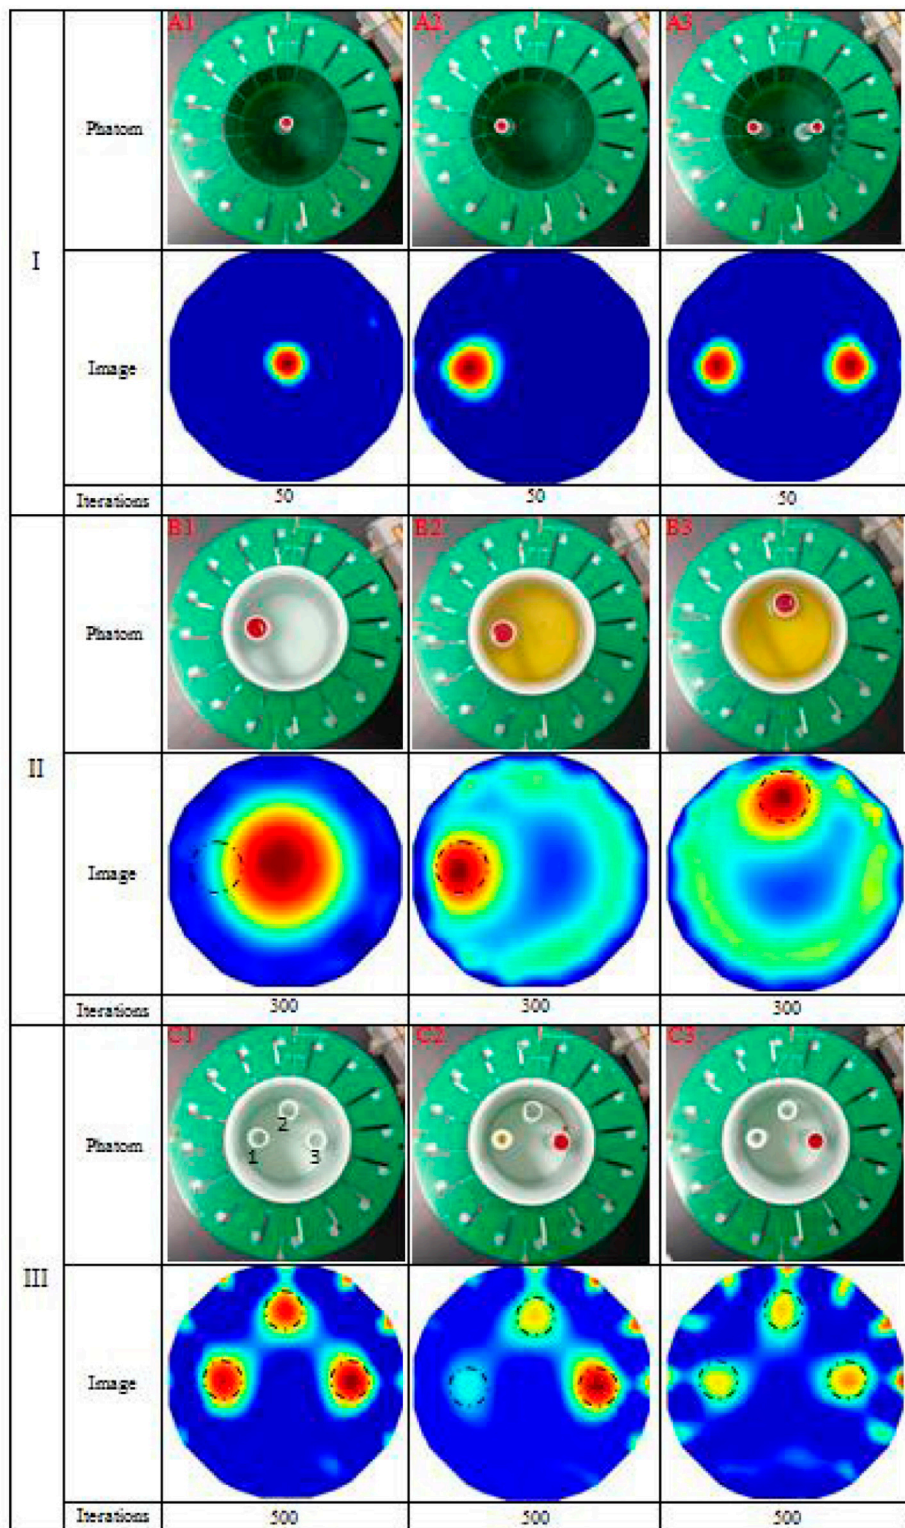 A1 A2 A3
Phatom
I
Image
Iterations 50 50 50
B1 B2 B3
Phatom
II
Image
Iterations 300 300 300
C1 C2 C3
Phatom
2
1 3
III
Image
Iterations 500 500 500